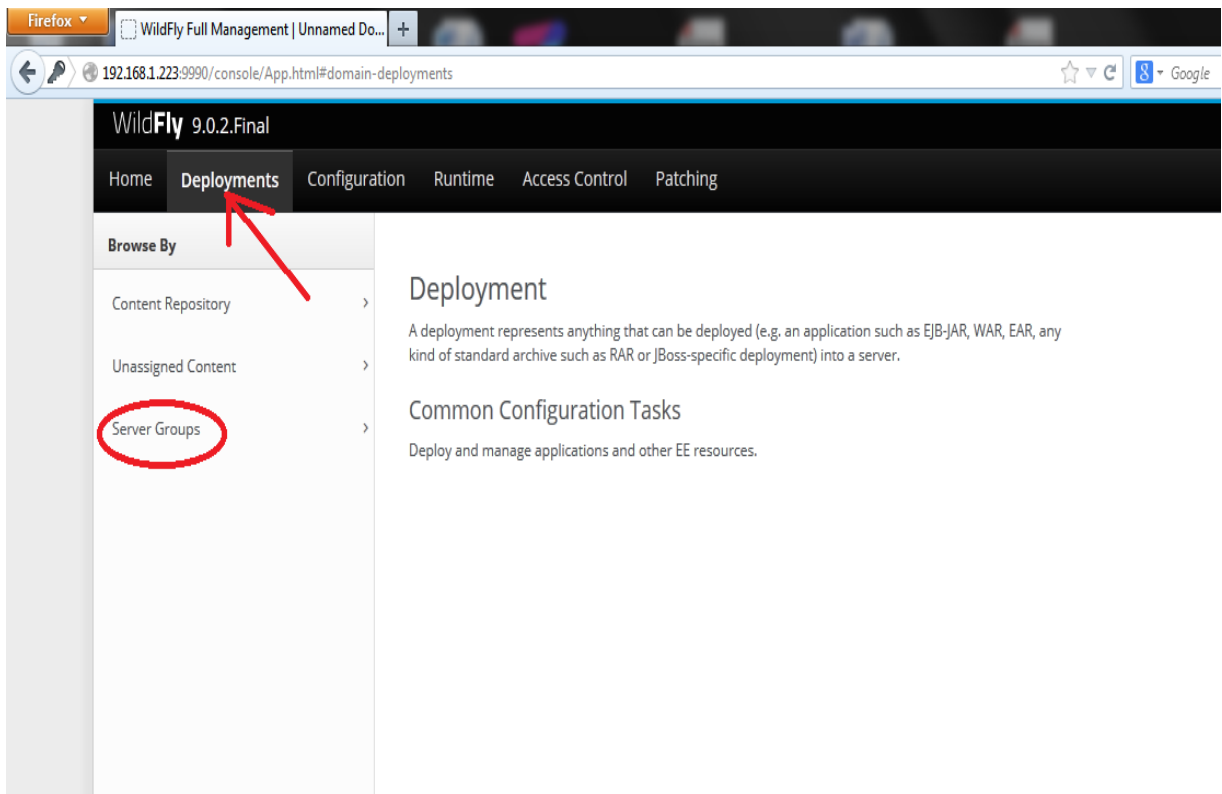 Firefox
WildFly Full Management | Unnamed Do...
192.168.1.223:9990/console/App.html#domain-deployments
Google
WildFly 9.0.2.Final
Home Deployments Configuration Runtime Access Control Patching
Browse By
Content Repository
Unassigned Content
Server Groups
Deployment
A deployment represents anything that can be deployed (e.g. an application such as EJB-JAR, WAR, EAR, any
kind of standard archive such as RAR or JBoss-specific deployment) into a server.
Common Configuration Tasks
Deploy and manage applications and other EE resources.